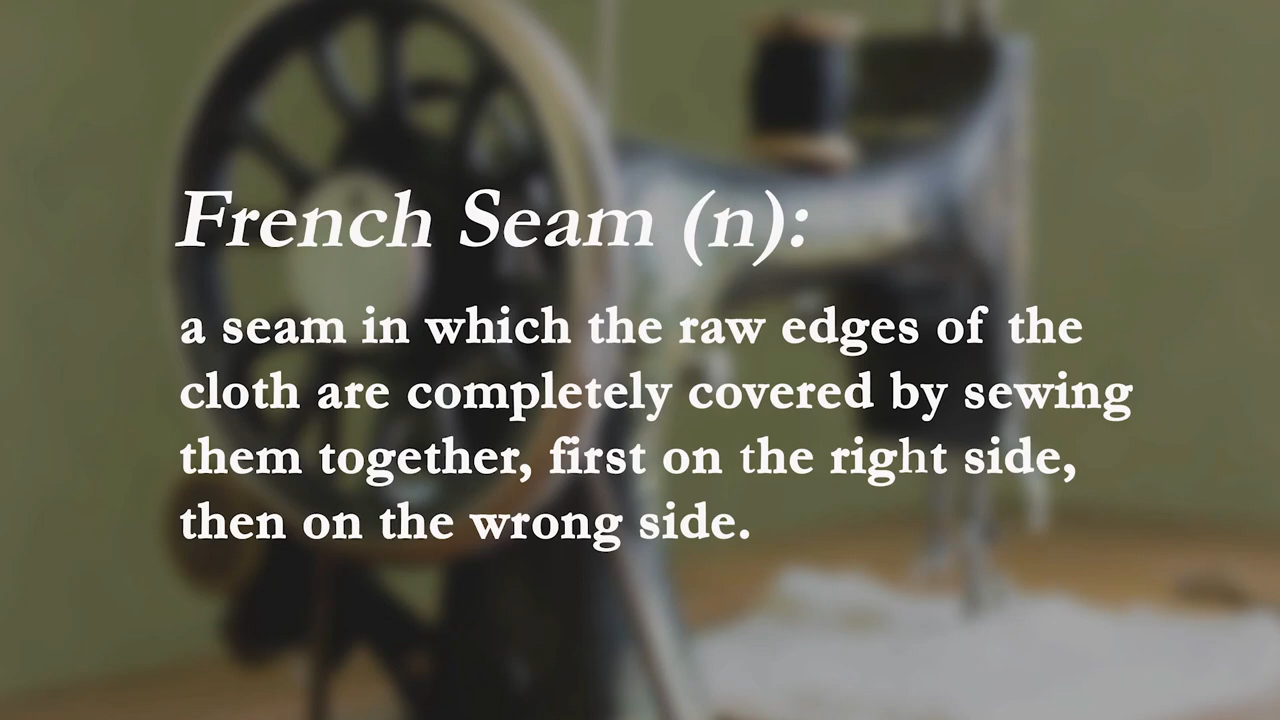 French Seam (n):
a seam in which the raw edges of the
cloth are completely covered by sewing
them together, first on the right side,
then on the wrong side.